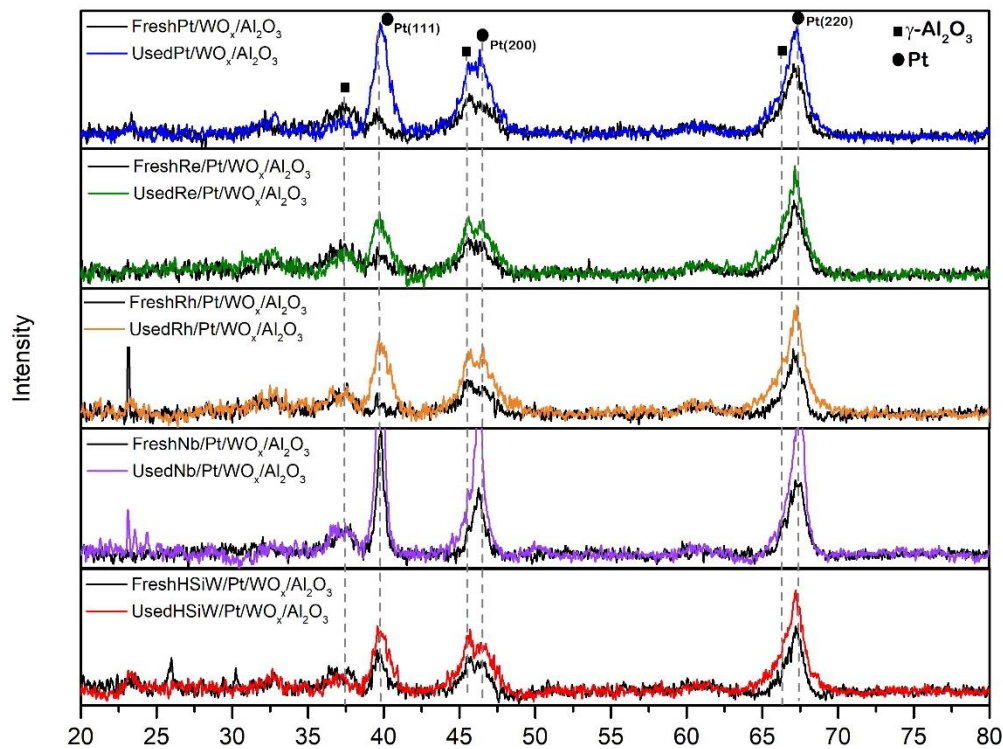 FreshPt/WOₓ/Al₂O₃
UsedPt/WOₓ/Al₂O₃
Pt(111)
Pt(200)
Pt(220)
γ-Al₂O₃
Pt
FreshRe/Pt/WOₓ/Al₂O₃
UsedRe/Pt/WOₓ/Al₂O₃
FreshRh/Pt/WOₓ/Al₂O₃
UsedRh/Pt/WOₓ/Al₂O₃
FreshNb/Pt/WOₓ/Al₂O₃
UsedNb/Pt/WOₓ/Al₂O₃
FreshHSiW/Pt/WOₓ/Al₂O₃
UsedHSiW/Pt/WOₓ/Al₂O₃
Intensity
20 25 30 35 40 45 50 55 60 65 70 75 80